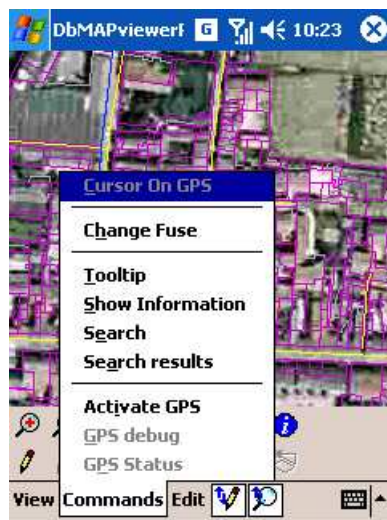 DbMAPviewerf G 10:23
Cursor On GPS
Change Fuse
Tooltip
Show Information
Search
Search results
Activate GPS
GPS debug
GPS Status
View Commands Edit